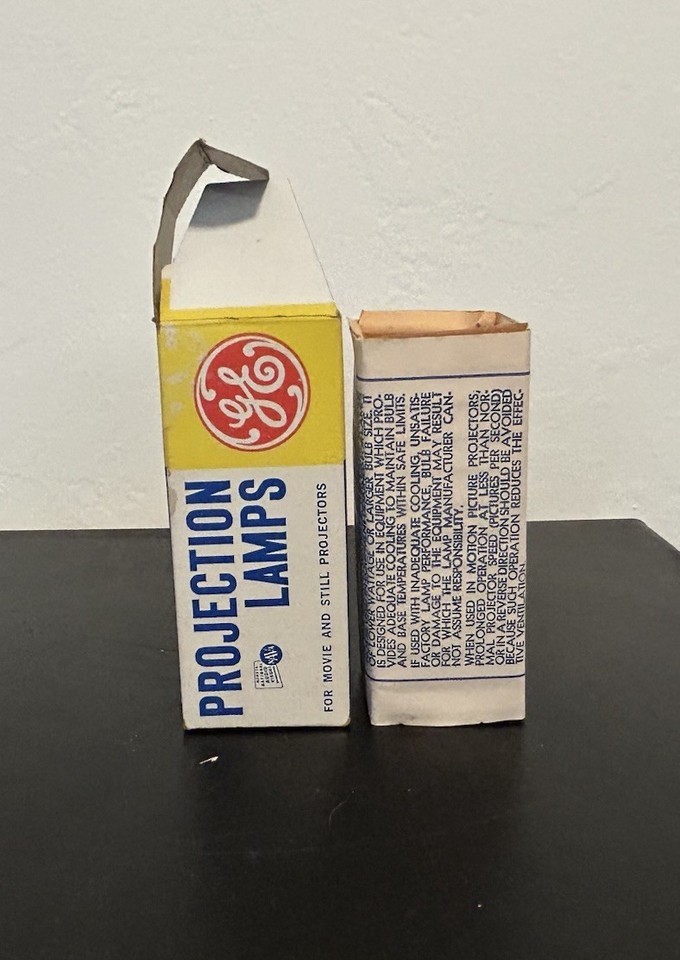 GE
PROJECTION
LAMPS
FOR MOVIE AND STILL PROJECTORS
OF LOWER WATTAGE OR LARGER BULB SIZE. IT
IS DESIGNED FOR USE IN EQUIPMENT WHICH PRO-
VIDES ADEQUATE COOLING TO MAINTAIN BULB
AND BASE TEMPERATURES WITHIN SAFE LIMITS.
IF USED WITH INADEQUATE COOLING, UNSATIS-
FACTORY LAMP PERFORMANCE, BULB FAILURE
OR DAMAGE TO THE EQUIPMENT MAY RESULT
FOR WHICH THE LAMP MANUFACTURER CAN-
NOT ASSUME RESPONSIBILITY.
WHEN USED IN MOTION PICTURE PROJECTORS,
PROLONGED OPERATION AT LESS THAN NOR-
MAL PROJECTOR SPEED (PICTURES PER SECOND)
OR IN A REVERSE DIRECTION SHOULD BE AVOIDED
BECAUSE SUCH OPERATION REDUCES THE EFFEC-
TIVE VENTILATION.